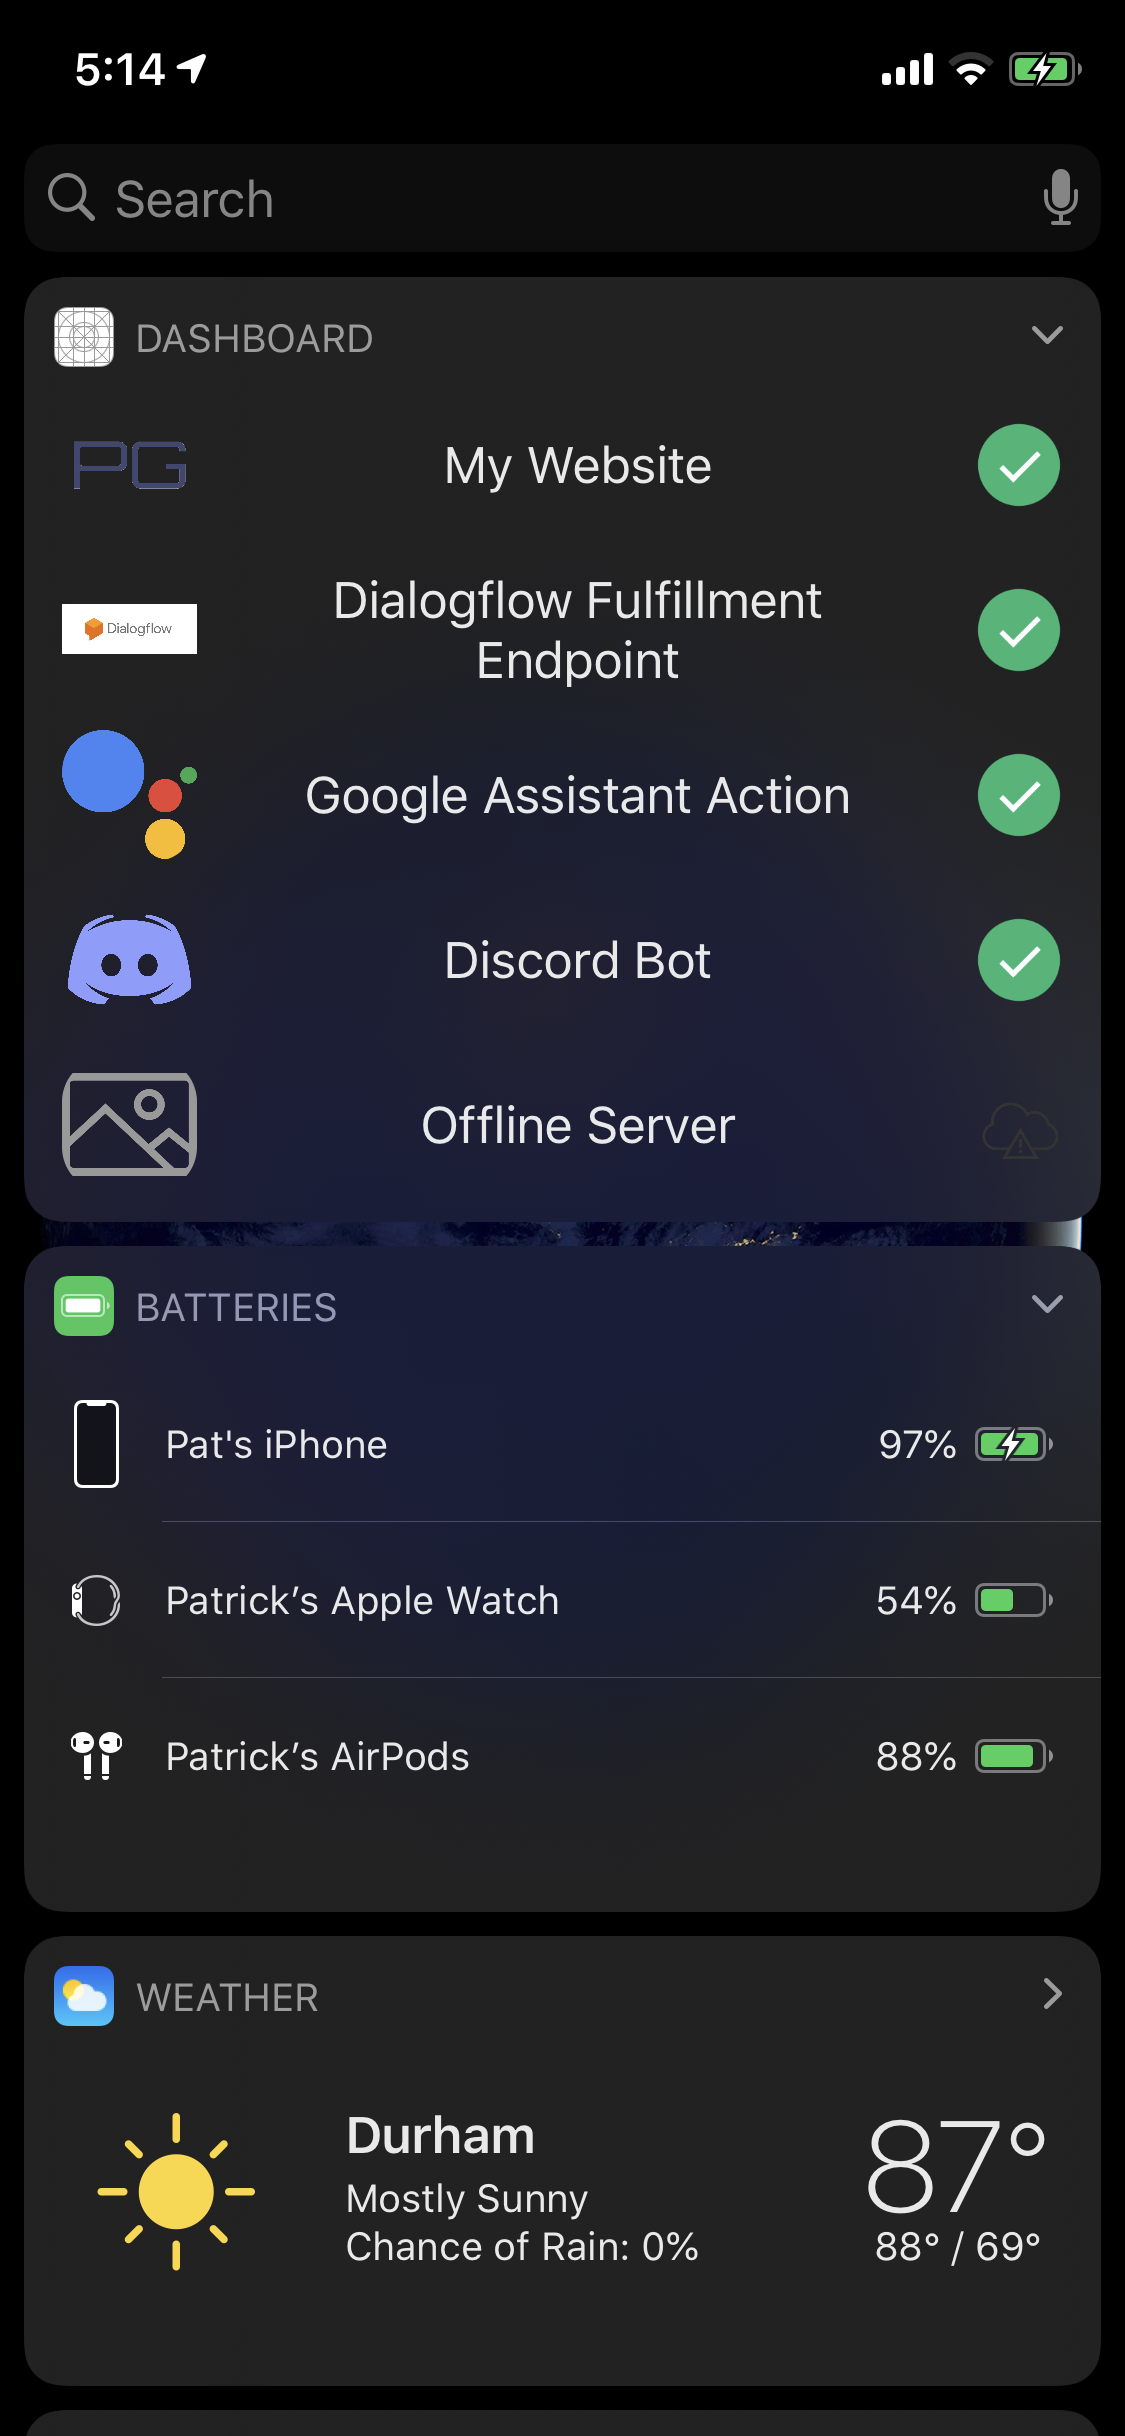 5:14
Search
DASHBOARD
PG
My Website
Dialogflow
Dialogflow Fulfillment
Endpoint
Google Assistant Action
Discord Bot
Offline Server
BATTERIES
Pat's iPhone
97%
Patrick’s Apple Watch
54%
Patrick’s AirPods
88%
WEATHER
Durham
87°
Mostly Sunny
Chance of Rain: 0%
88° / 69°